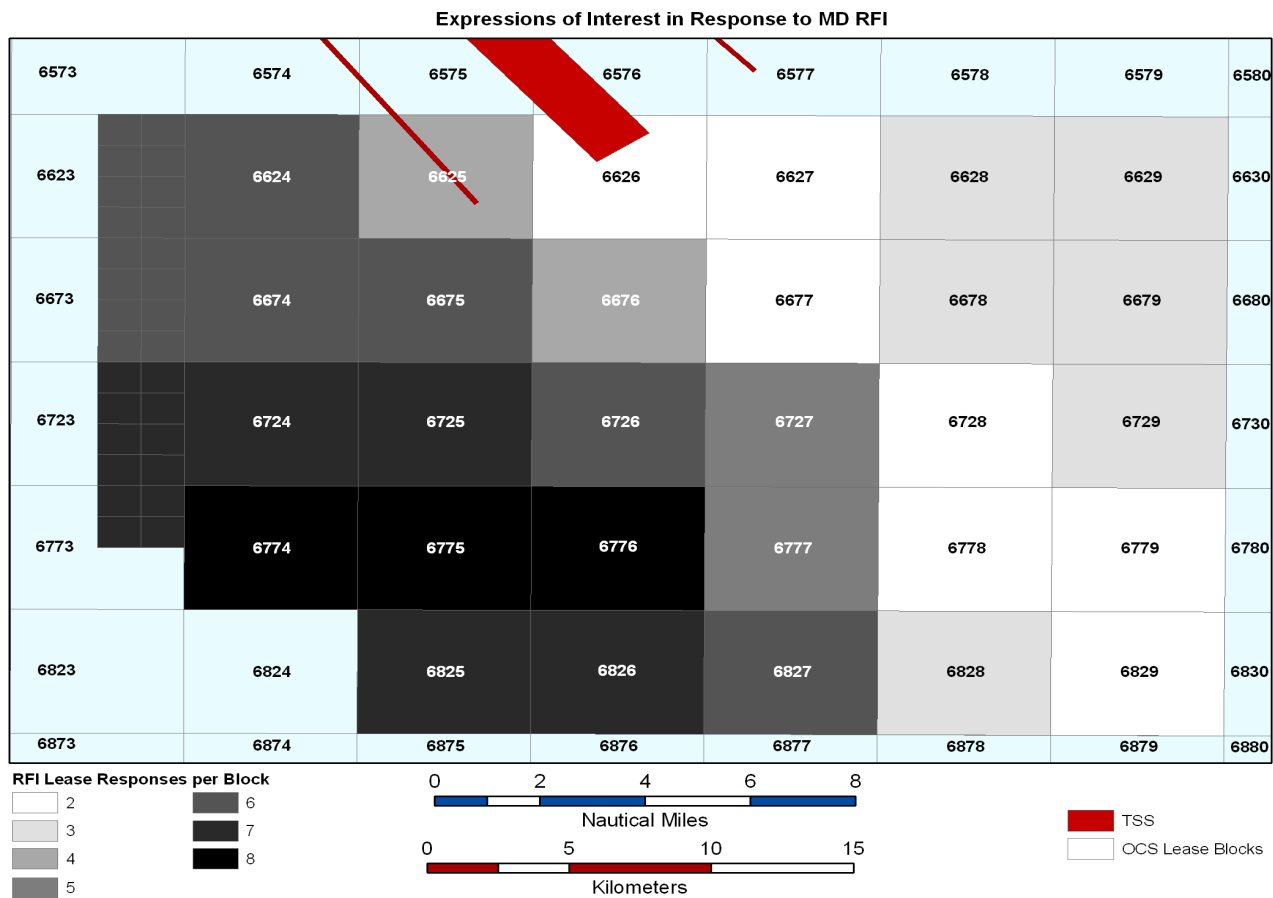 Expressions of Interest in Response to MD RFI
6573 6574 6575 6576 6577 6578 6579 6580
6623 6624 6625 6626 6627 6628 6629 6630
6673 6674 6675 6676 6677 6678 6679 6680
6723 6724 6725 6726 6727 6728 6729 6730
6773 6774 6775 6776 6777 6778 6779 6780
6823 6824 6825 6826 6827 6828 6829 6830
6873 6874 6875 6876 6877 6878 6879 6880
RFI Lease Responses per Block
2
3
4
5
6
7
8
0 2 4 6 8
Nautical Miles
0 5 10 15
Kilometers
TSS
OCS Lease Blocks